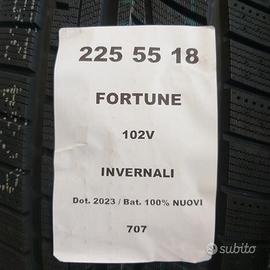 225 55 18
FORTUNE
102V
INVERNALI
Dot. 2023 / Bat. 100% NUOVI
707
subito